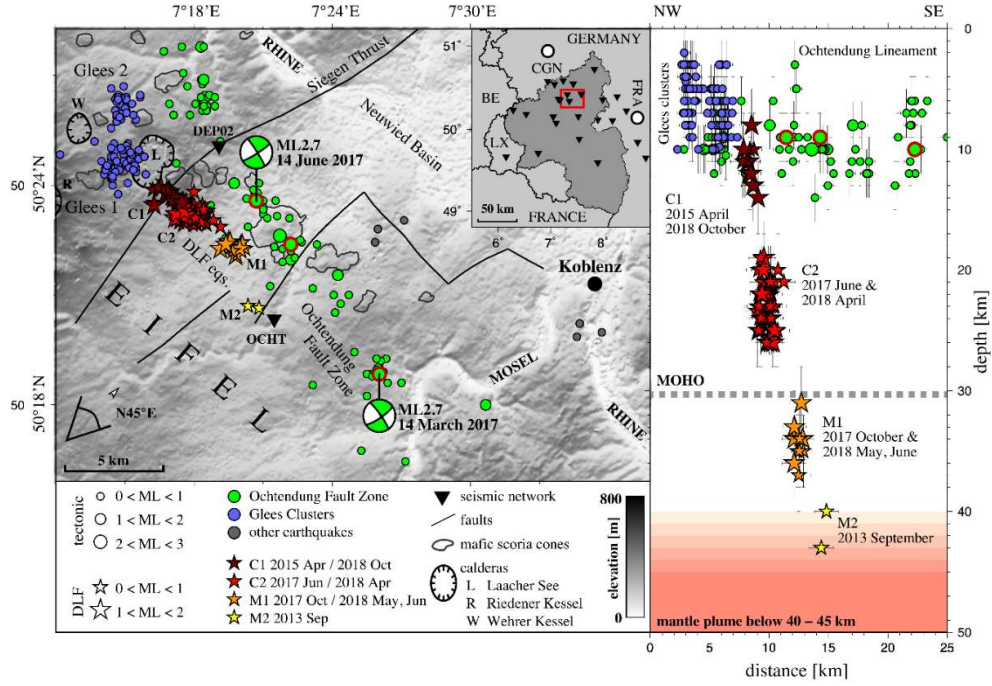 7°18'E
7°24'E
7°30'E
50°24'N
50°18'N
RHINE
Siegen Thrust
Glees 2
W
DEP02
ML2.7
14 June 2017
Neuwied Basin
L
R
Glees 1
C1
C2
DLF eqs.
M1
M2
OCHT
EIFEL
EIFEL
Ochtendung
Fault Zone
Koblenz
MOSEL
RHINE
ML2.7
14 March 2017
N45°E
5 km
51°
50°
49°
GERMANY
CGN
BE
FRA
LX
50 km
FRANCE
6°
7°
8°
tectonic
0 < ML < 1
1 < ML < 2
2 < ML < 3
DLF
0 < ML < 1
1 < ML < 2
Ochtendung Fault Zone
Glees Clusters
other earthquakes
C1 2015 Apr / 2018 Oct
C2 2017 Jun / 2018 Apr
M1 2017 Oct / 2018 May, Jun
M2 2013 Sep
seismic network
faults
mafic scoria cones
calderas
L Laacher See
R Riedener Kessel
W Wehrer Kessel
800
elevation [m]
0
NW
SE
Ochtendung Lineament
Glees clusters
C1
2015 April
2018 October
C2
2017 June &
2018 April
MOHO
M1
2017 October &
2018 May, June
M2
2013 September
mantle plume below 40 – 45 km
0
10
20
30
40
50
depth [km]
0 5 10 15 20 25
distance [km]